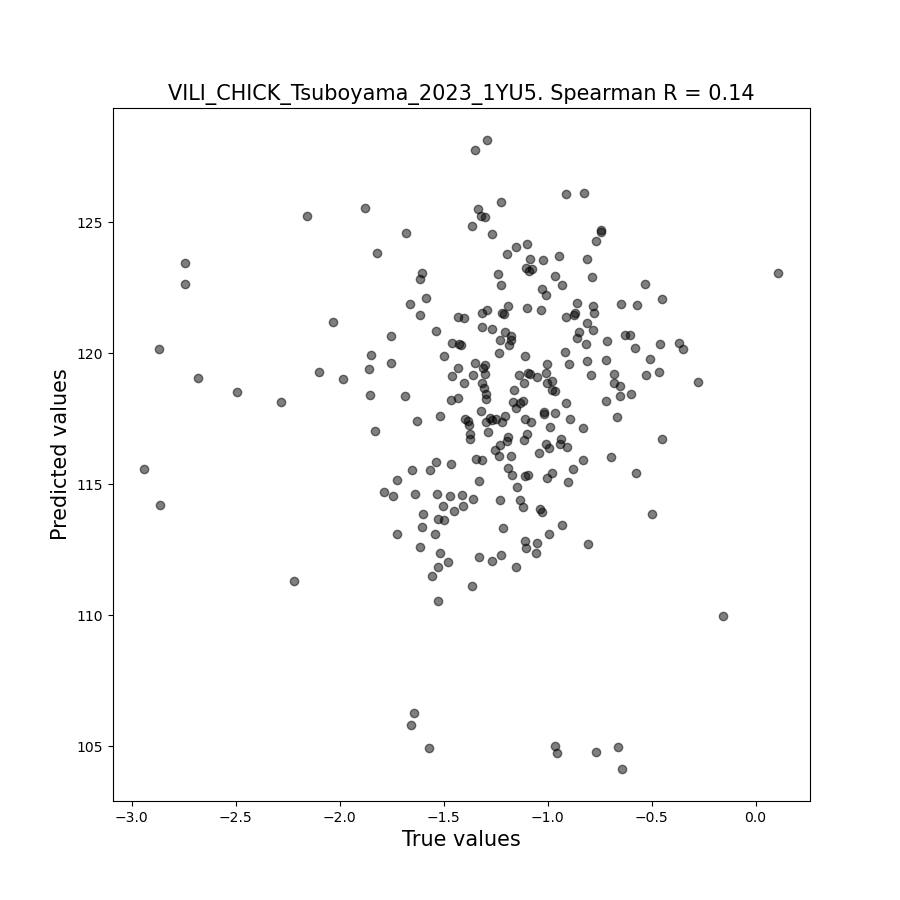 VILI_CHICK_Tsuboyama_2023_1YU5. Spearman R = 0.14
Predicted values
125
120
115
110
105
−3.0 −2.5 −2.0 −1.5 −1.0 −0.5 0.0
True values